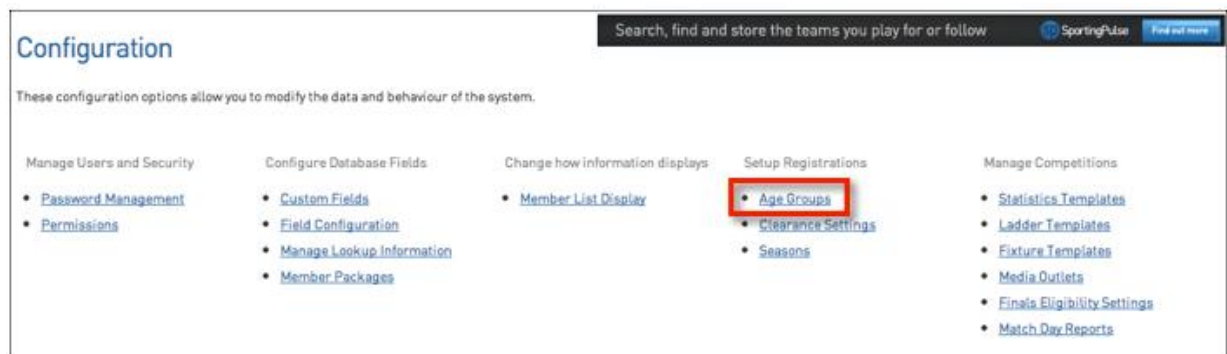 Search, find and store the teams you play for or follow SportingPulse Find out more
Configuration
These configuration options allow you to modify the data and behaviour of the system.
Manage Users and Security
Password Management
Permissions
Configure Database Fields
Custom Fields
Field Configuration
Manage Lookup Information
Member Packages
Change how information displays
Member List Display
Setup Registrations
Age Groups
Clearance Settings
Seasons
Manage Competitions
Statistics Templates
Ladder Templates
Fixture Templates
Media Outlets
Finals Eligibility Settings
Match Day Reports